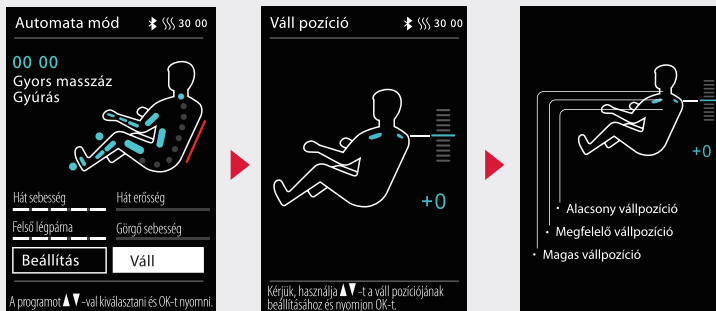 Automata mód
30 00
00 00
Gyors masszáz
Gyúrás
Hát sebesség
Hát erősség
Felső légpárna
Görgő sebesség
Beállítás
Váll
A programot ▲▼ -val kiválasztani és OK-t nyomni.
Váll pozíció
30 00
+0
Kérjük, használja ▲▼ -t a váll pozíciójának
beállításához és nyomjon OK-t.
+0
· Alacsony vállpozíció
· Megfelelő vállpozíció
· Magas vállpozíció